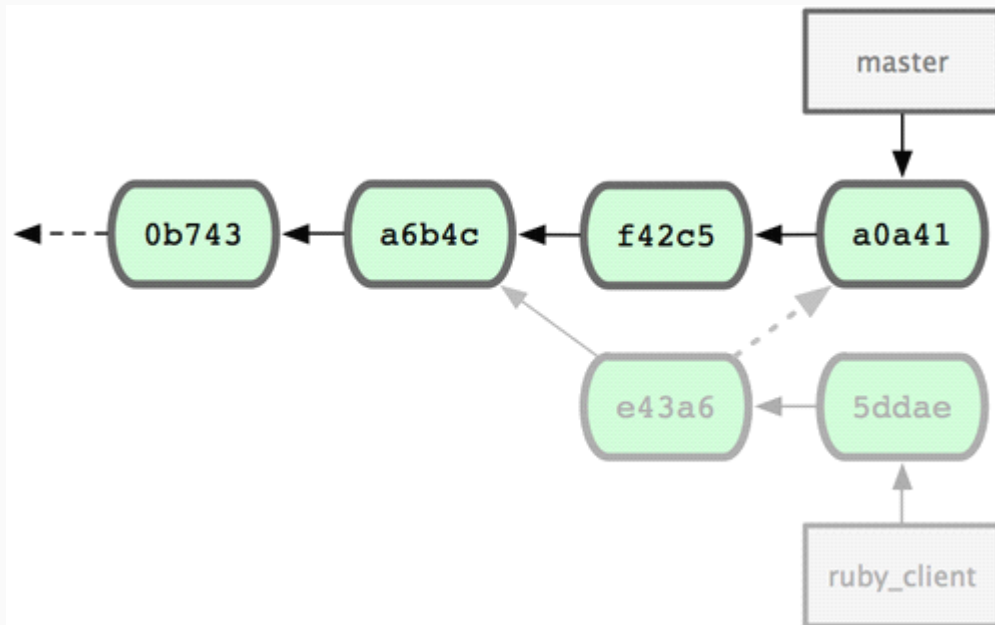 master
0b743
a6b4c
f42c5
a0a41
e43a6
5ddae
ruby_client